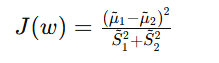 J(w) = (μ̃₁−μ̃₂)² / S̃₁²+S̃₂²